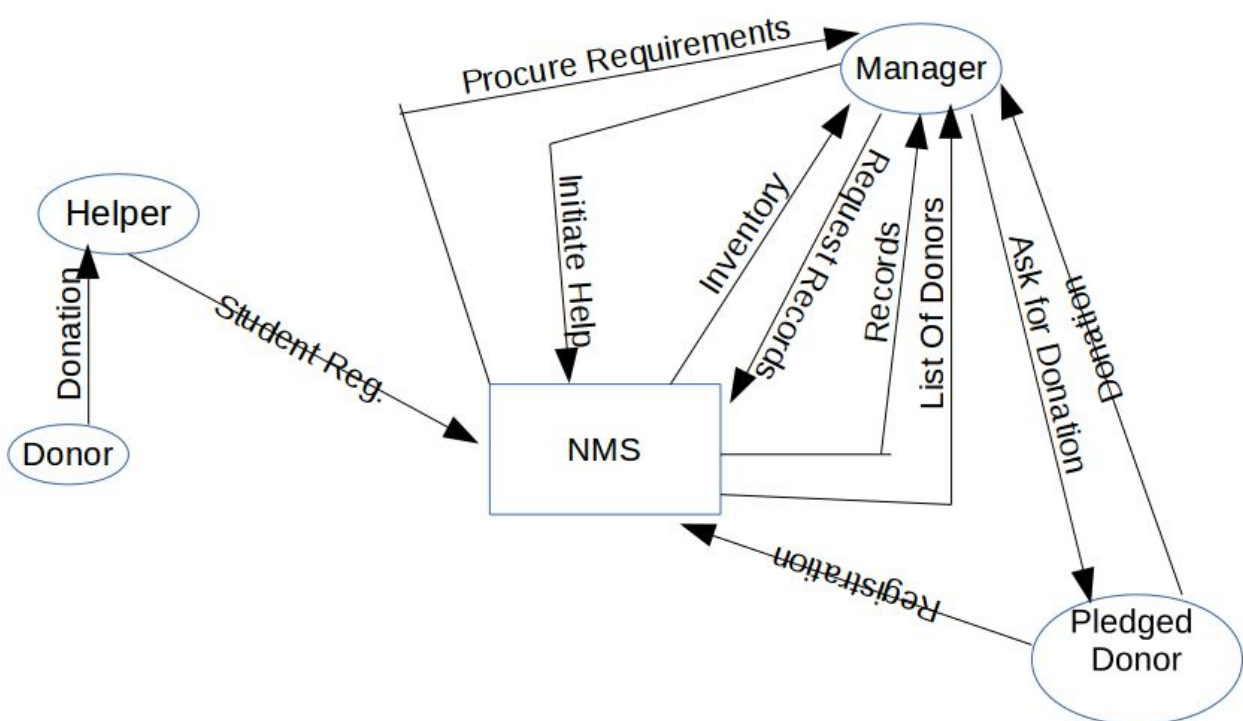 Procure Requirements
Manager
Helper
Initiate Help
Inventory
Request Records
Records
List Of Donors
Ask for Donation
Donation
Donation
Student Reg.
Donor
NMS
Registration
Pledged
Donor